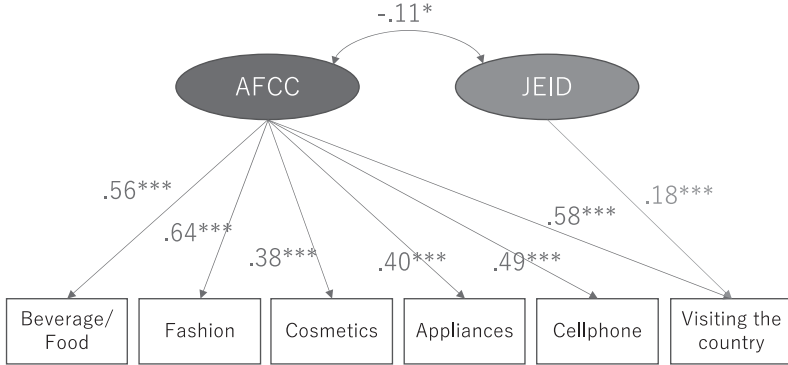 -.11*
AFCC
JEID
.56***
.64***
.38***
.40***
.49***
.58***
.18***
Beverage/
Food
Fashion
Cosmetics
Appliances
Cellphone
Visiting the
country